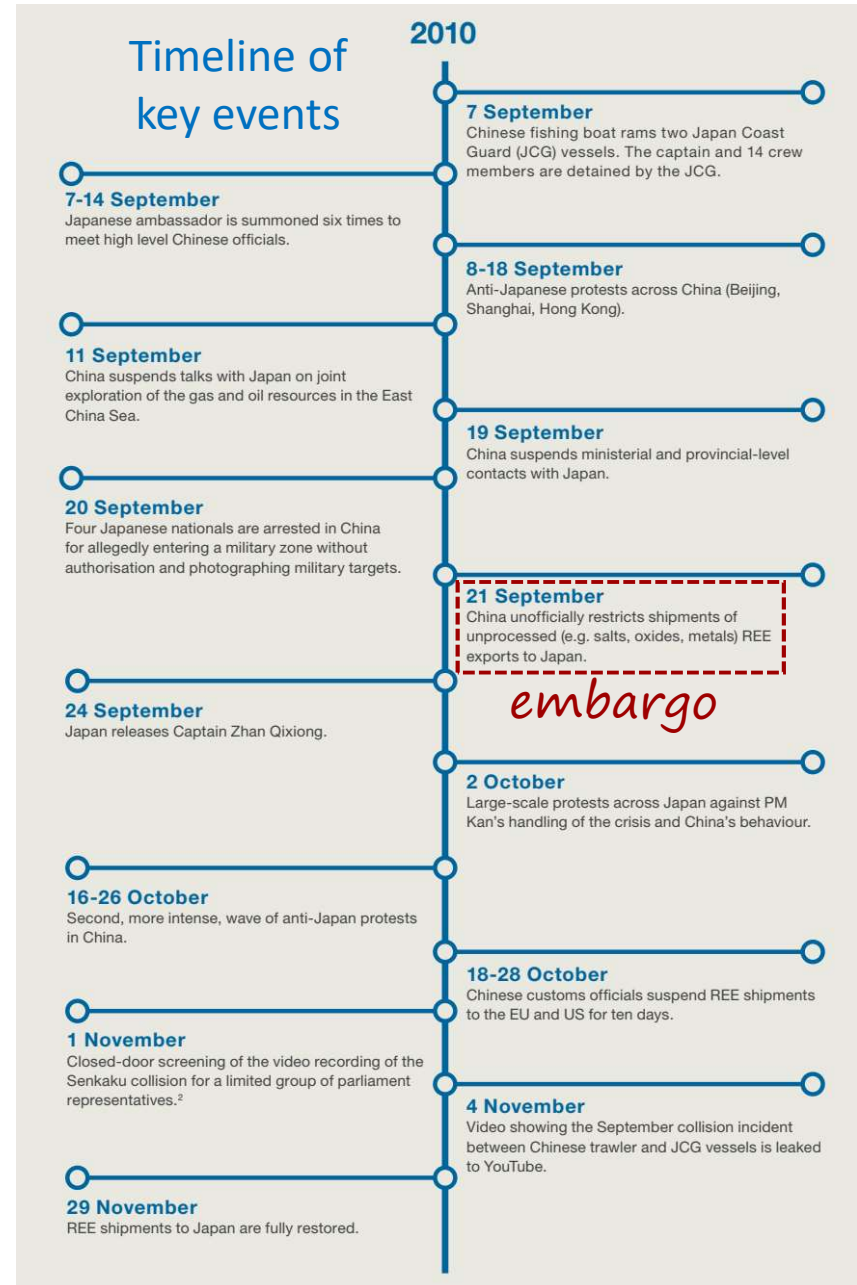 Timeline of
key events
2010
7 September
Chinese fishing boat rams two Japan Coast
Guard (JCG) vessels. The captain and 14 crew
members are detained by the JCG.
7-14 September
Japanese ambassador is summoned six times to
meet high level Chinese officials.
8-18 September
Anti-Japanese protests across China (Beijing,
Shanghai, Hong Kong).
11 September
China suspends talks with Japan on joint
exploration of the gas and oil resources in the East
China Sea.
19 September
China suspends ministerial and provincial-level
contacts with Japan.
20 September
Four Japanese nationals are arrested in China
for allegedly entering a military zone without
authorisation and photographing military targets.
21 September
China unofficially restricts shipments of
unprocessed (e.g. salts, oxides, metals) REE
exports to Japan.
embargo
24 September
Japan releases Captain Zhan Qixiong.
2 October
Large-scale protests across Japan against PM
Kan's handling of the crisis and China's behaviour.
16-26 October
Second, more intense, wave of anti-Japan protests
in China.
18-28 October
Chinese customs officials suspend REE shipments
to the EU and US for ten days.
1 November
Closed-door screening of the video recording of the
Senkaku collision for a limited group of parliament
representatives.²
4 November
Video showing the September collision incident
between Chinese trawler and JCG vessels is leaked
to YouTube.
29 November
REE shipments to Japan are fully restored.